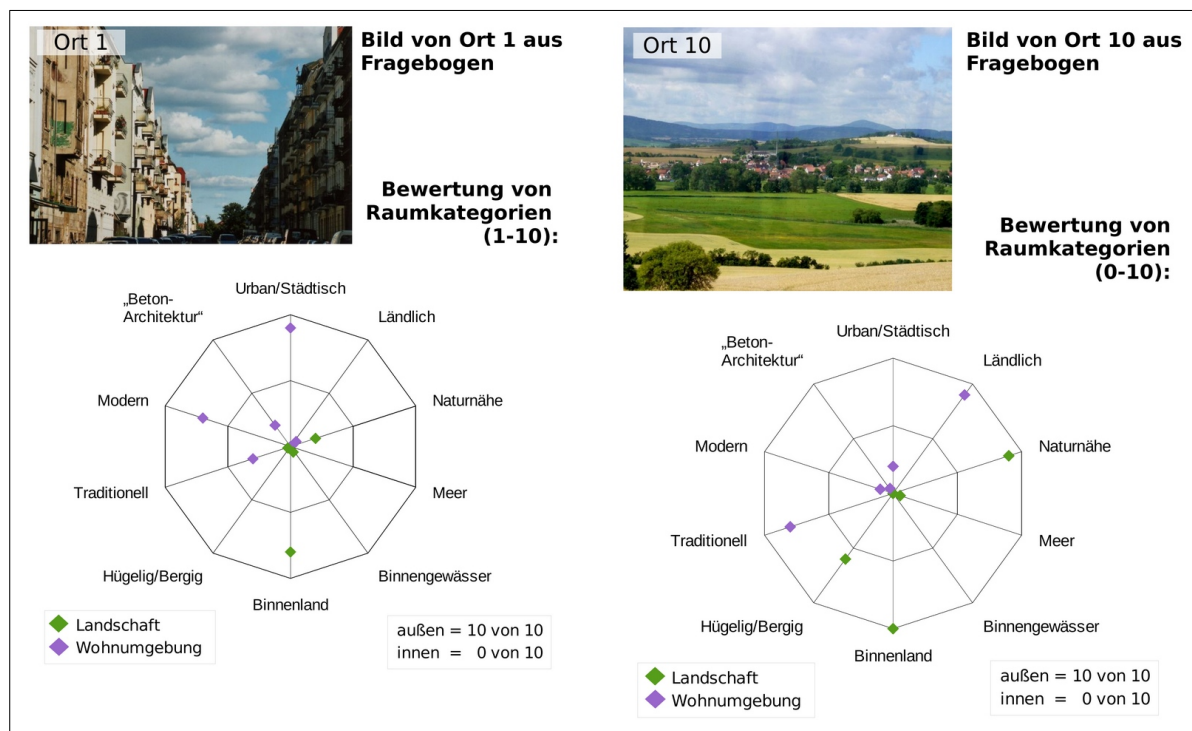 Ort 1
Bild von Ort 1 aus
Fragebogen
Bewertung von
Raumkategorien
(1-10):
Urban/Städtisch
„Beton-
Architektur“
Ländlich
Modern
Naturnähe
Traditionell
Meer
Hügelig/Bergig
Binnengewässer
Binnenland
Landschaft
Wohnumgebung
außen = 10 von 10
innen  =   0 von 10
Ort 10
Bild von Ort 10 aus
Fragebogen
Bewertung von
Raumkategorien
(0-10):
Urban/Städtisch
„Beton-
Architektur“
Ländlich
Modern
Naturnähe
Traditionell
Meer
Hügelig/Bergig
Binnengewässer
Binnenland
Landschaft
Wohnumgebung
außen = 10 von 10
innen  =   0 von 10